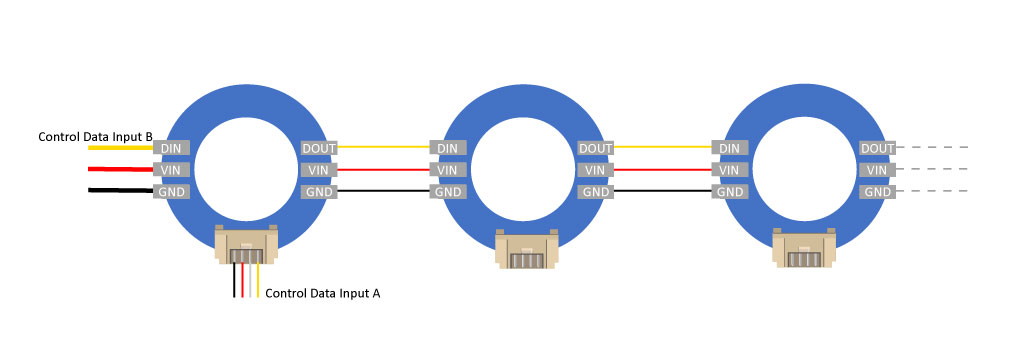 Control Data Input B
DIN DOUT DIN DOUT DIN DOUT
VIN VIN VIN VIN VIN VIN
GND GND GND GND GND GND
Control Data Input A